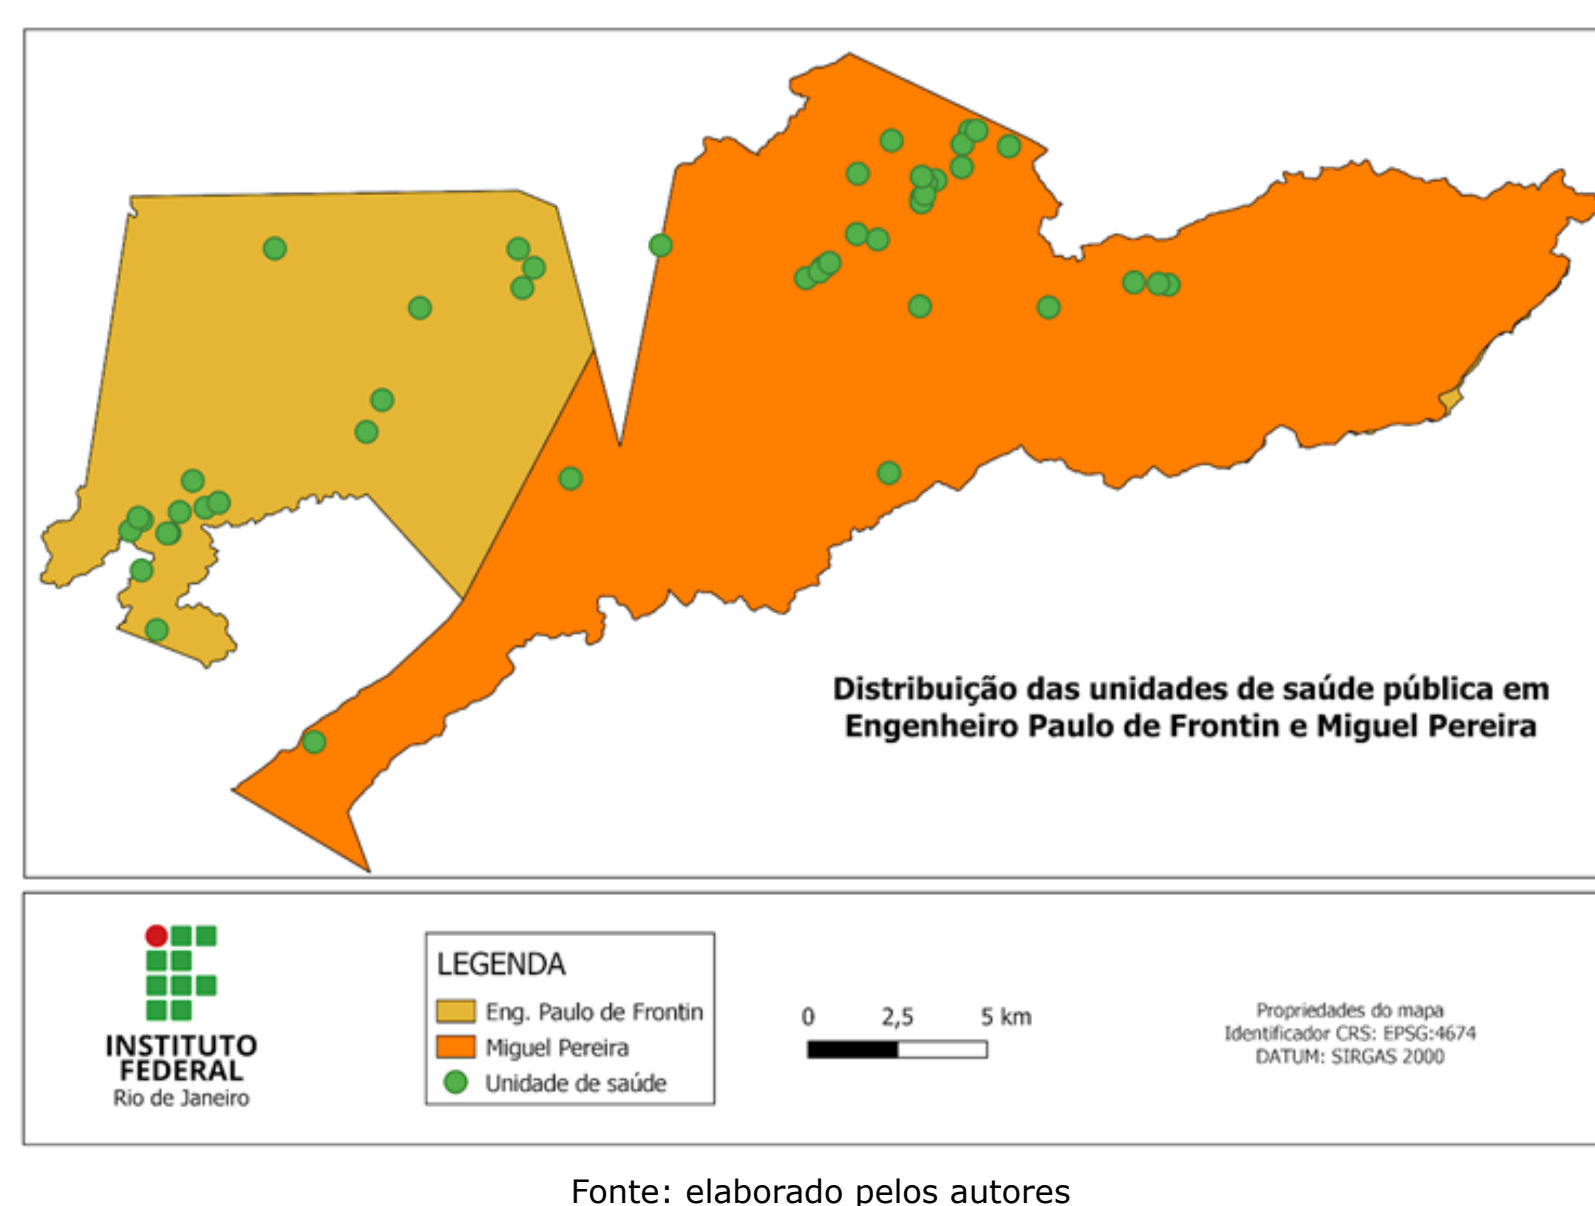 Distribuição das unidades de saúde pública em
Engenheiro Paulo de Frontin e Miguel Pereira
INSTITUTO
FEDERAL
Rio de Janeiro
LEGENDA
Eng. Paulo de Frontin
Miguel Pereira
Unidade de saúde
0 2,5 5 km
Propriedades do mapa
Identificador CRS: EPSG:4674
DATUM: SIRGAS 2000
Fonte: elaborado pelos autores